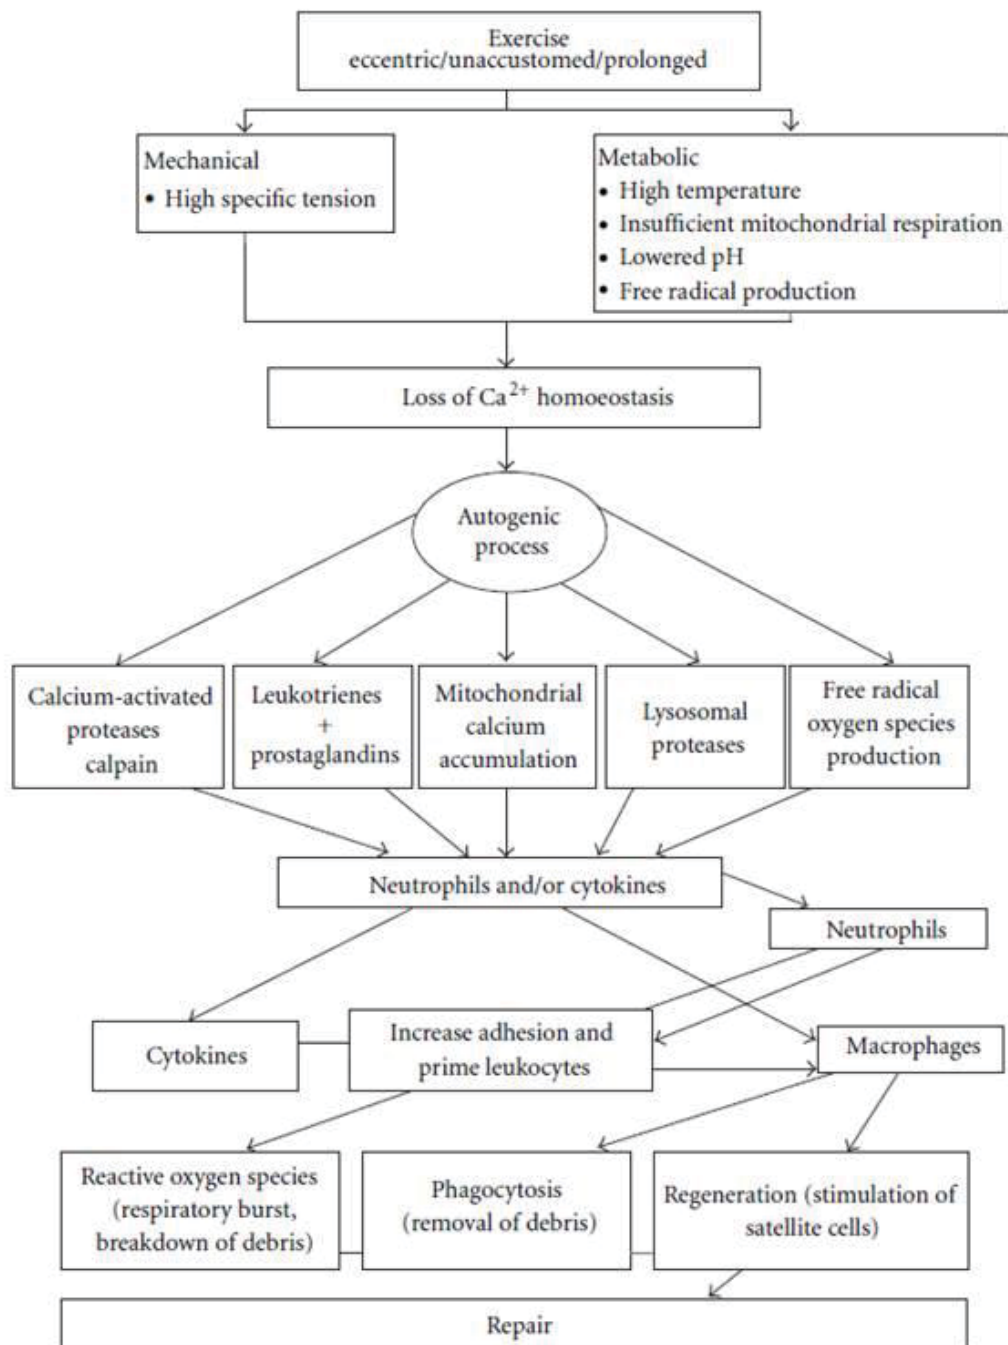 Exercise
eccentric/unaccustomed/prolonged
Mechanical
• High specific tension
Metabolic
• High temperature
• Insufficient mitochondrial respiration
• Lowered pH
• Free radical production
Loss of Ca²⁺ homoeostasis
Autogenic
process
Calcium-activated
proteases
calpain
Leukotrienes
+
prostaglandins
Mitochondrial
calcium
accumulation
Lysosomal
proteases
Free radical
oxygen species
production
Neutrophils and/or cytokines
Neutrophils
Cytokines
Increase adhesion and
prime leukocytes
Macrophages
Reactive oxygen species
(respiratory burst,
breakdown of debris)
Phagocytosis
(removal of debris)
Regeneration (stimulation of
satellite cells)
Repair